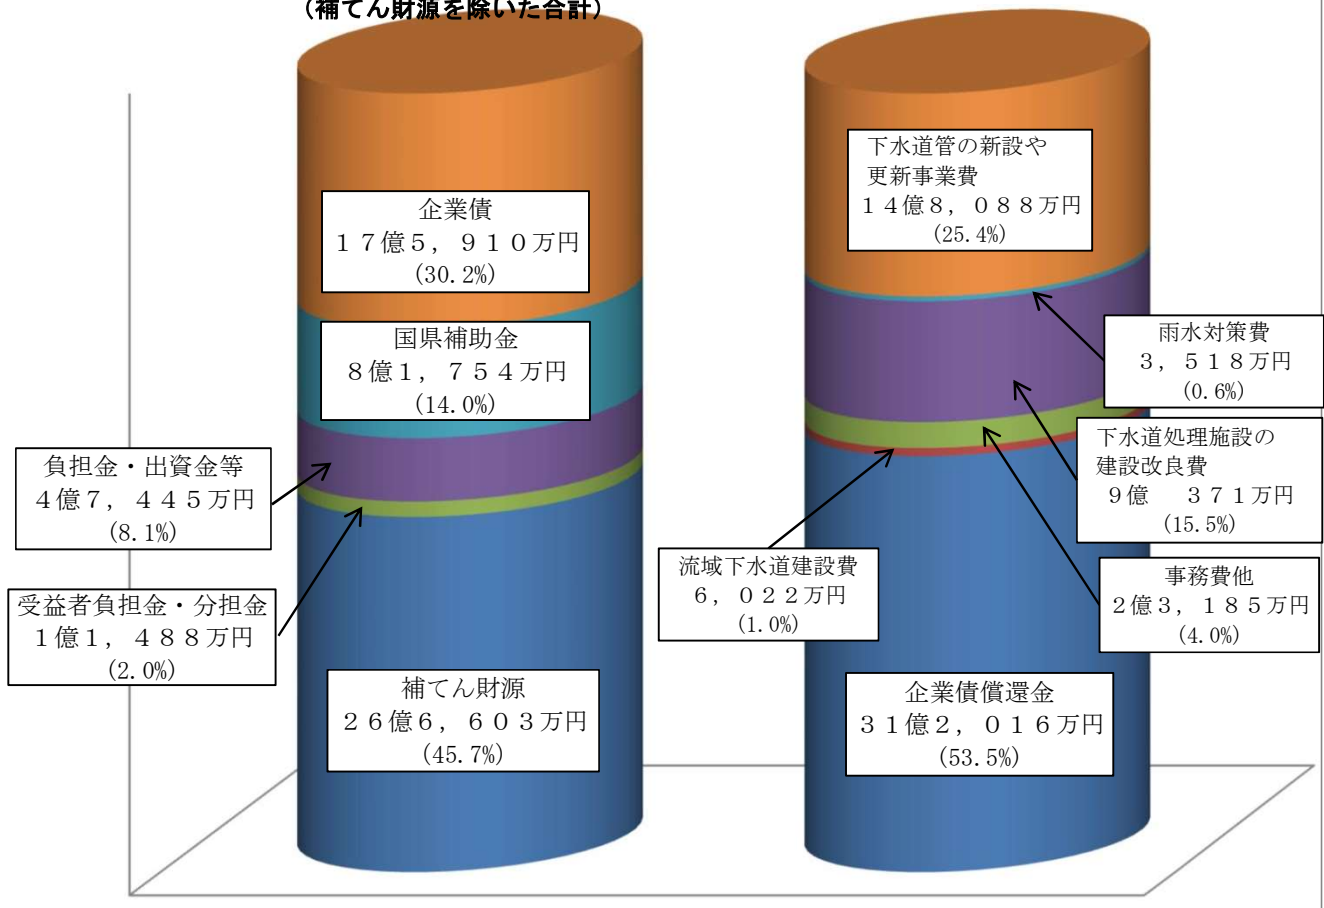 （補てん財源を除いた合計）
企業債
１７億５，９１０万円
(30.2%)
国県補助金
８億１，７５４万円
(14.0%)
負担金・出資金等
４億７，４４５万円
(8.1%)
受益者負担金・分担金
１億１，４８８万円
(2.0%)
補てん財源
２６億６，６０３万円
(45.7%)
下水道管の新設や
更新事業費
１４億８，０８８万円
(25.4%)
雨水対策費
３，５１８万円
(0.6%)
下水道処理施設の
建設改良費
９億　３７１万円
(15.5%)
事務費他
２億３，１８５万円
(4.0%)
流域下水道建設費
６，０２２万円
(1.0%)
企業債償還金
３１億２，０１６万円
(53.5%)